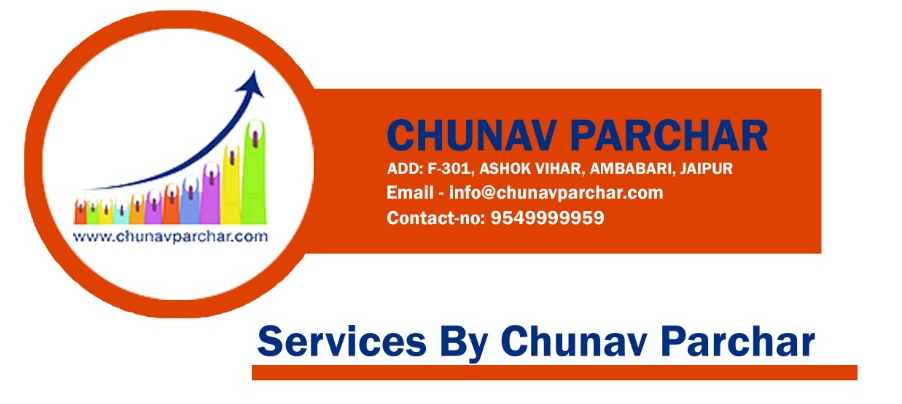 www.chunavparchar.com
CHUNAV PARCHAR
ADD: F-301, ASHOK VIHAR, AMBABARI, JAIPUR
Email - info@chunavparchar.com
Contact-no: 9549999959
Services By Chunav Parchar